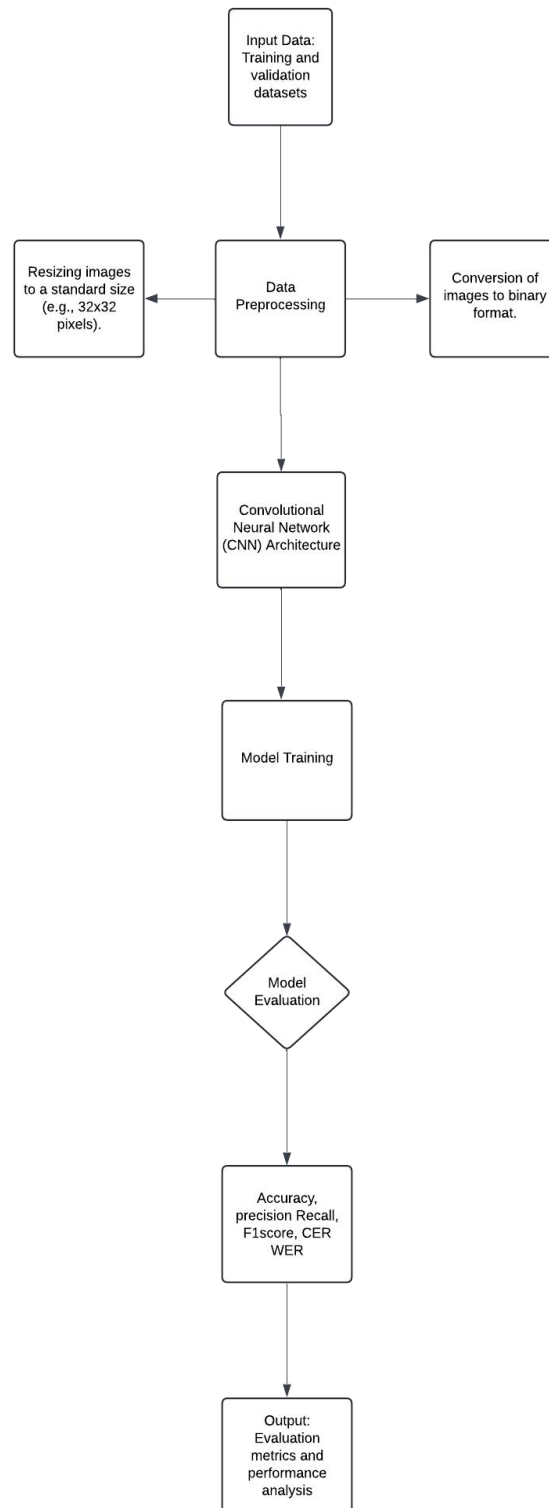 Input Data:
Training and
validation
datasets
Resizing images
to a standard size
(e.g., 32x32
pixels).
Data
Preprocessing
Conversion of
images to binary
format.
Convolutional
Neural Network
(CNN) Architecture
Model Training
Model
Evaluation
Accuracy,
precision Recall,
F1score, CER
WER
Output:
Evaluation
metrics and
performance
analysis